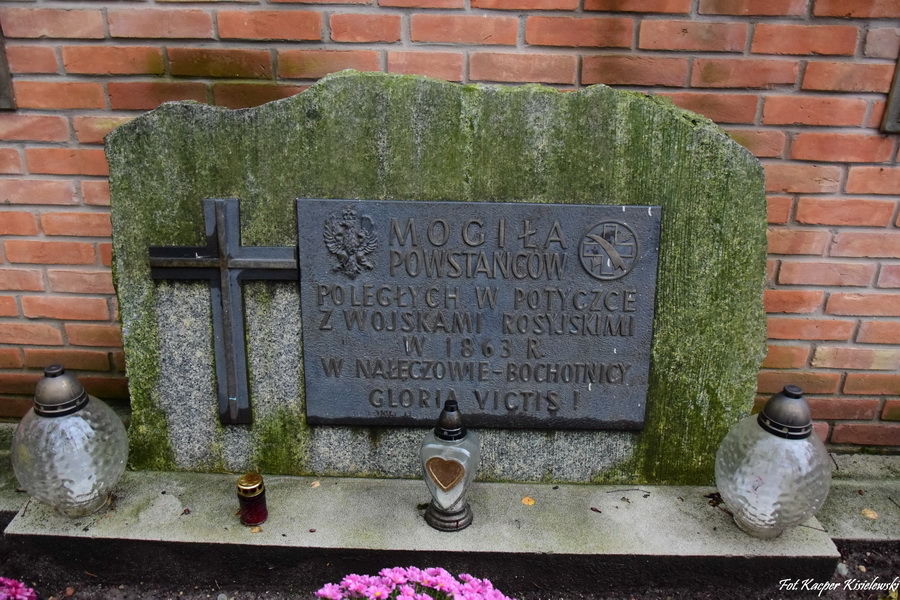 MOGIŁA
POWSTAŃCÓW
POLEGŁYCH W POTYCZCE
Z WOJSKAMI ROSYJSKIMI
W 1863 R.
W NAŁĘCZOWIE-BOCHOTNICY
GLORIA VICTIS!
Fot. Kacper Kisielewski